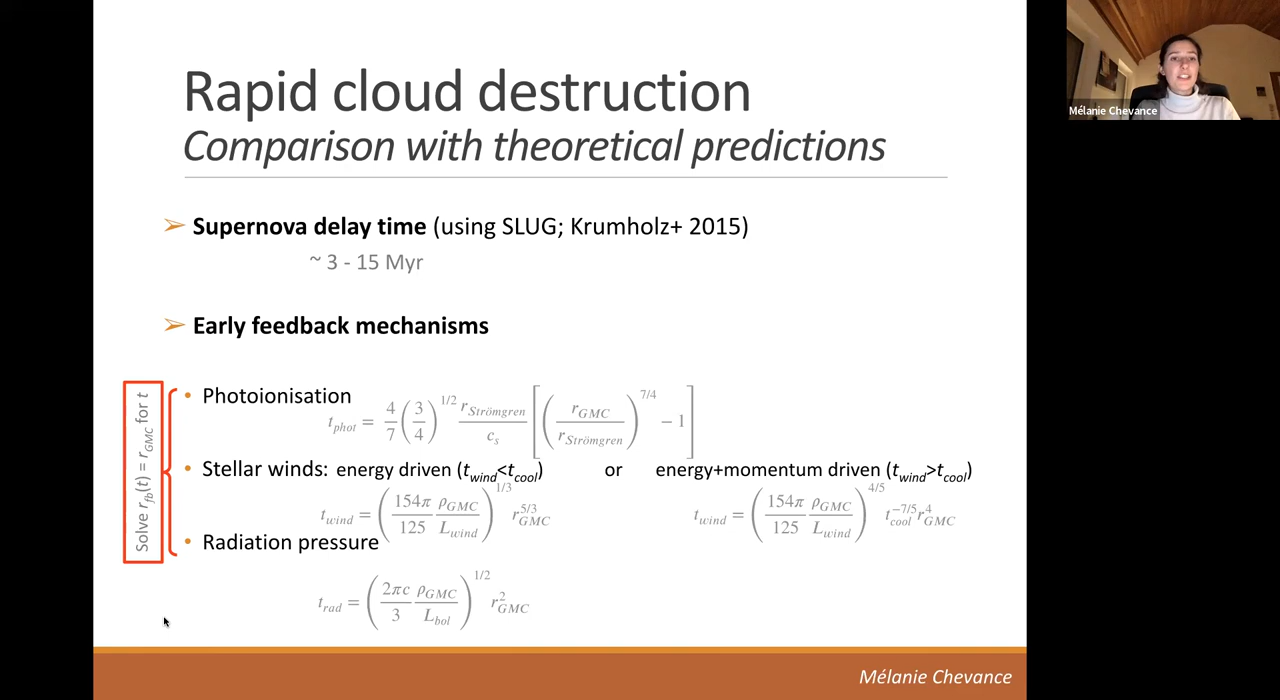 Rapid cloud destruction
Comparison with theoretical predictions
➢ Supernova delay time (using SLUG; Krumholz+ 2015)
~ 3 - 15 Myr
➢ Early feedback mechanisms
Solve r_fb(t) = r_GMC for t
• Photoionisation
t_phot = 4/7 (3/4)^{1/2} r_Strömgren/c_s [(r_GMC/r_Strömgren)^{7/4} − 1]
• Stellar winds: energy driven (t_wind<t_cool) or energy+momentum driven (t_wind>t_cool)
t_wind = (154π/125 ρ_GMC/L_wind)^{1/3} r_GMC^{5/3} t_wind = (154π/125 ρ_GMC/L_wind)^{4/5} t_cool^{−7/5} r_GMC^4
• Radiation pressure
t_rad = (2πc/3 ρ_GMC/L_bol)^{1/2} r_GMC^2
Mélanie Chevance
Mélanie Chevance